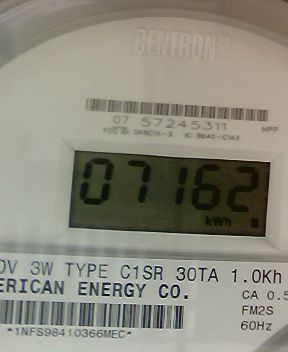 CENTRON®
07 57245311
07162
kWh
0V 3W TYPE C1SR 30TA 1.0Kh
ERICAN ENERGY CO.
CA 0.5
FM2S
60Hz
*1NFS98410366MEC*